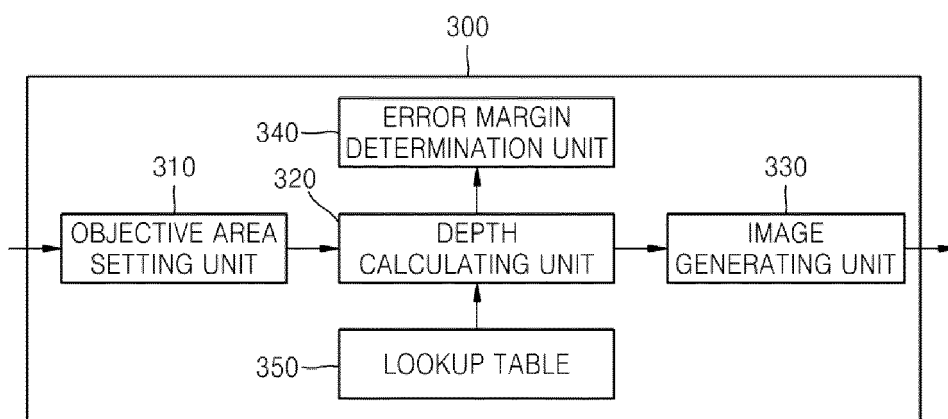 300
340
ERROR MARGIN
DETERMINATION UNIT
310
OBJECTIVE AREA
SETTING UNIT
320
DEPTH
CALCULATING UNIT
330
IMAGE
GENERATING UNIT
350
LOOKUP TABLE